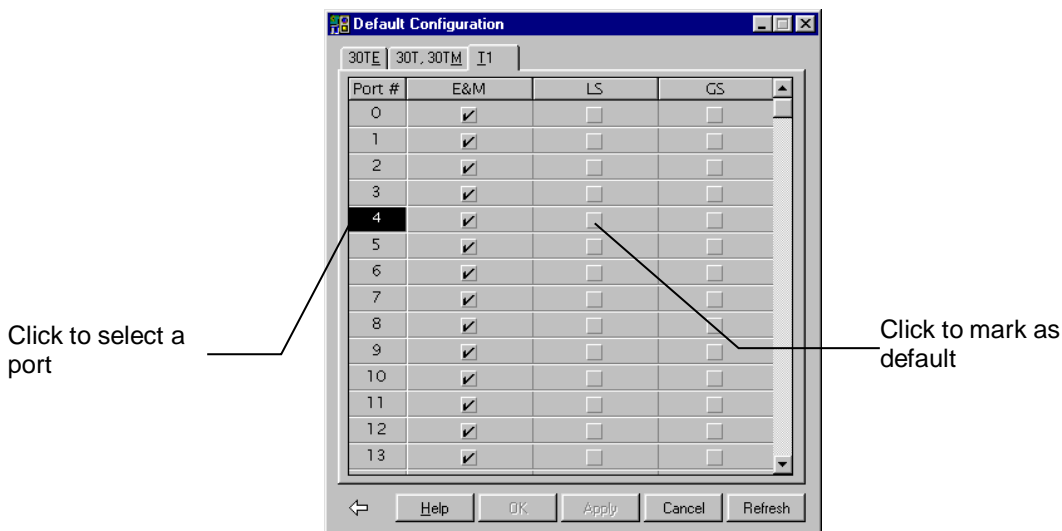 Default Configuration
30TE 30T, 30TM T1
Port # E&M LS GS
0
1
2
3
4
5
6
7
8
9
10
11
12
13
Click to select a
port
Click to mark as
default
Help OK Apply Cancel Refresh